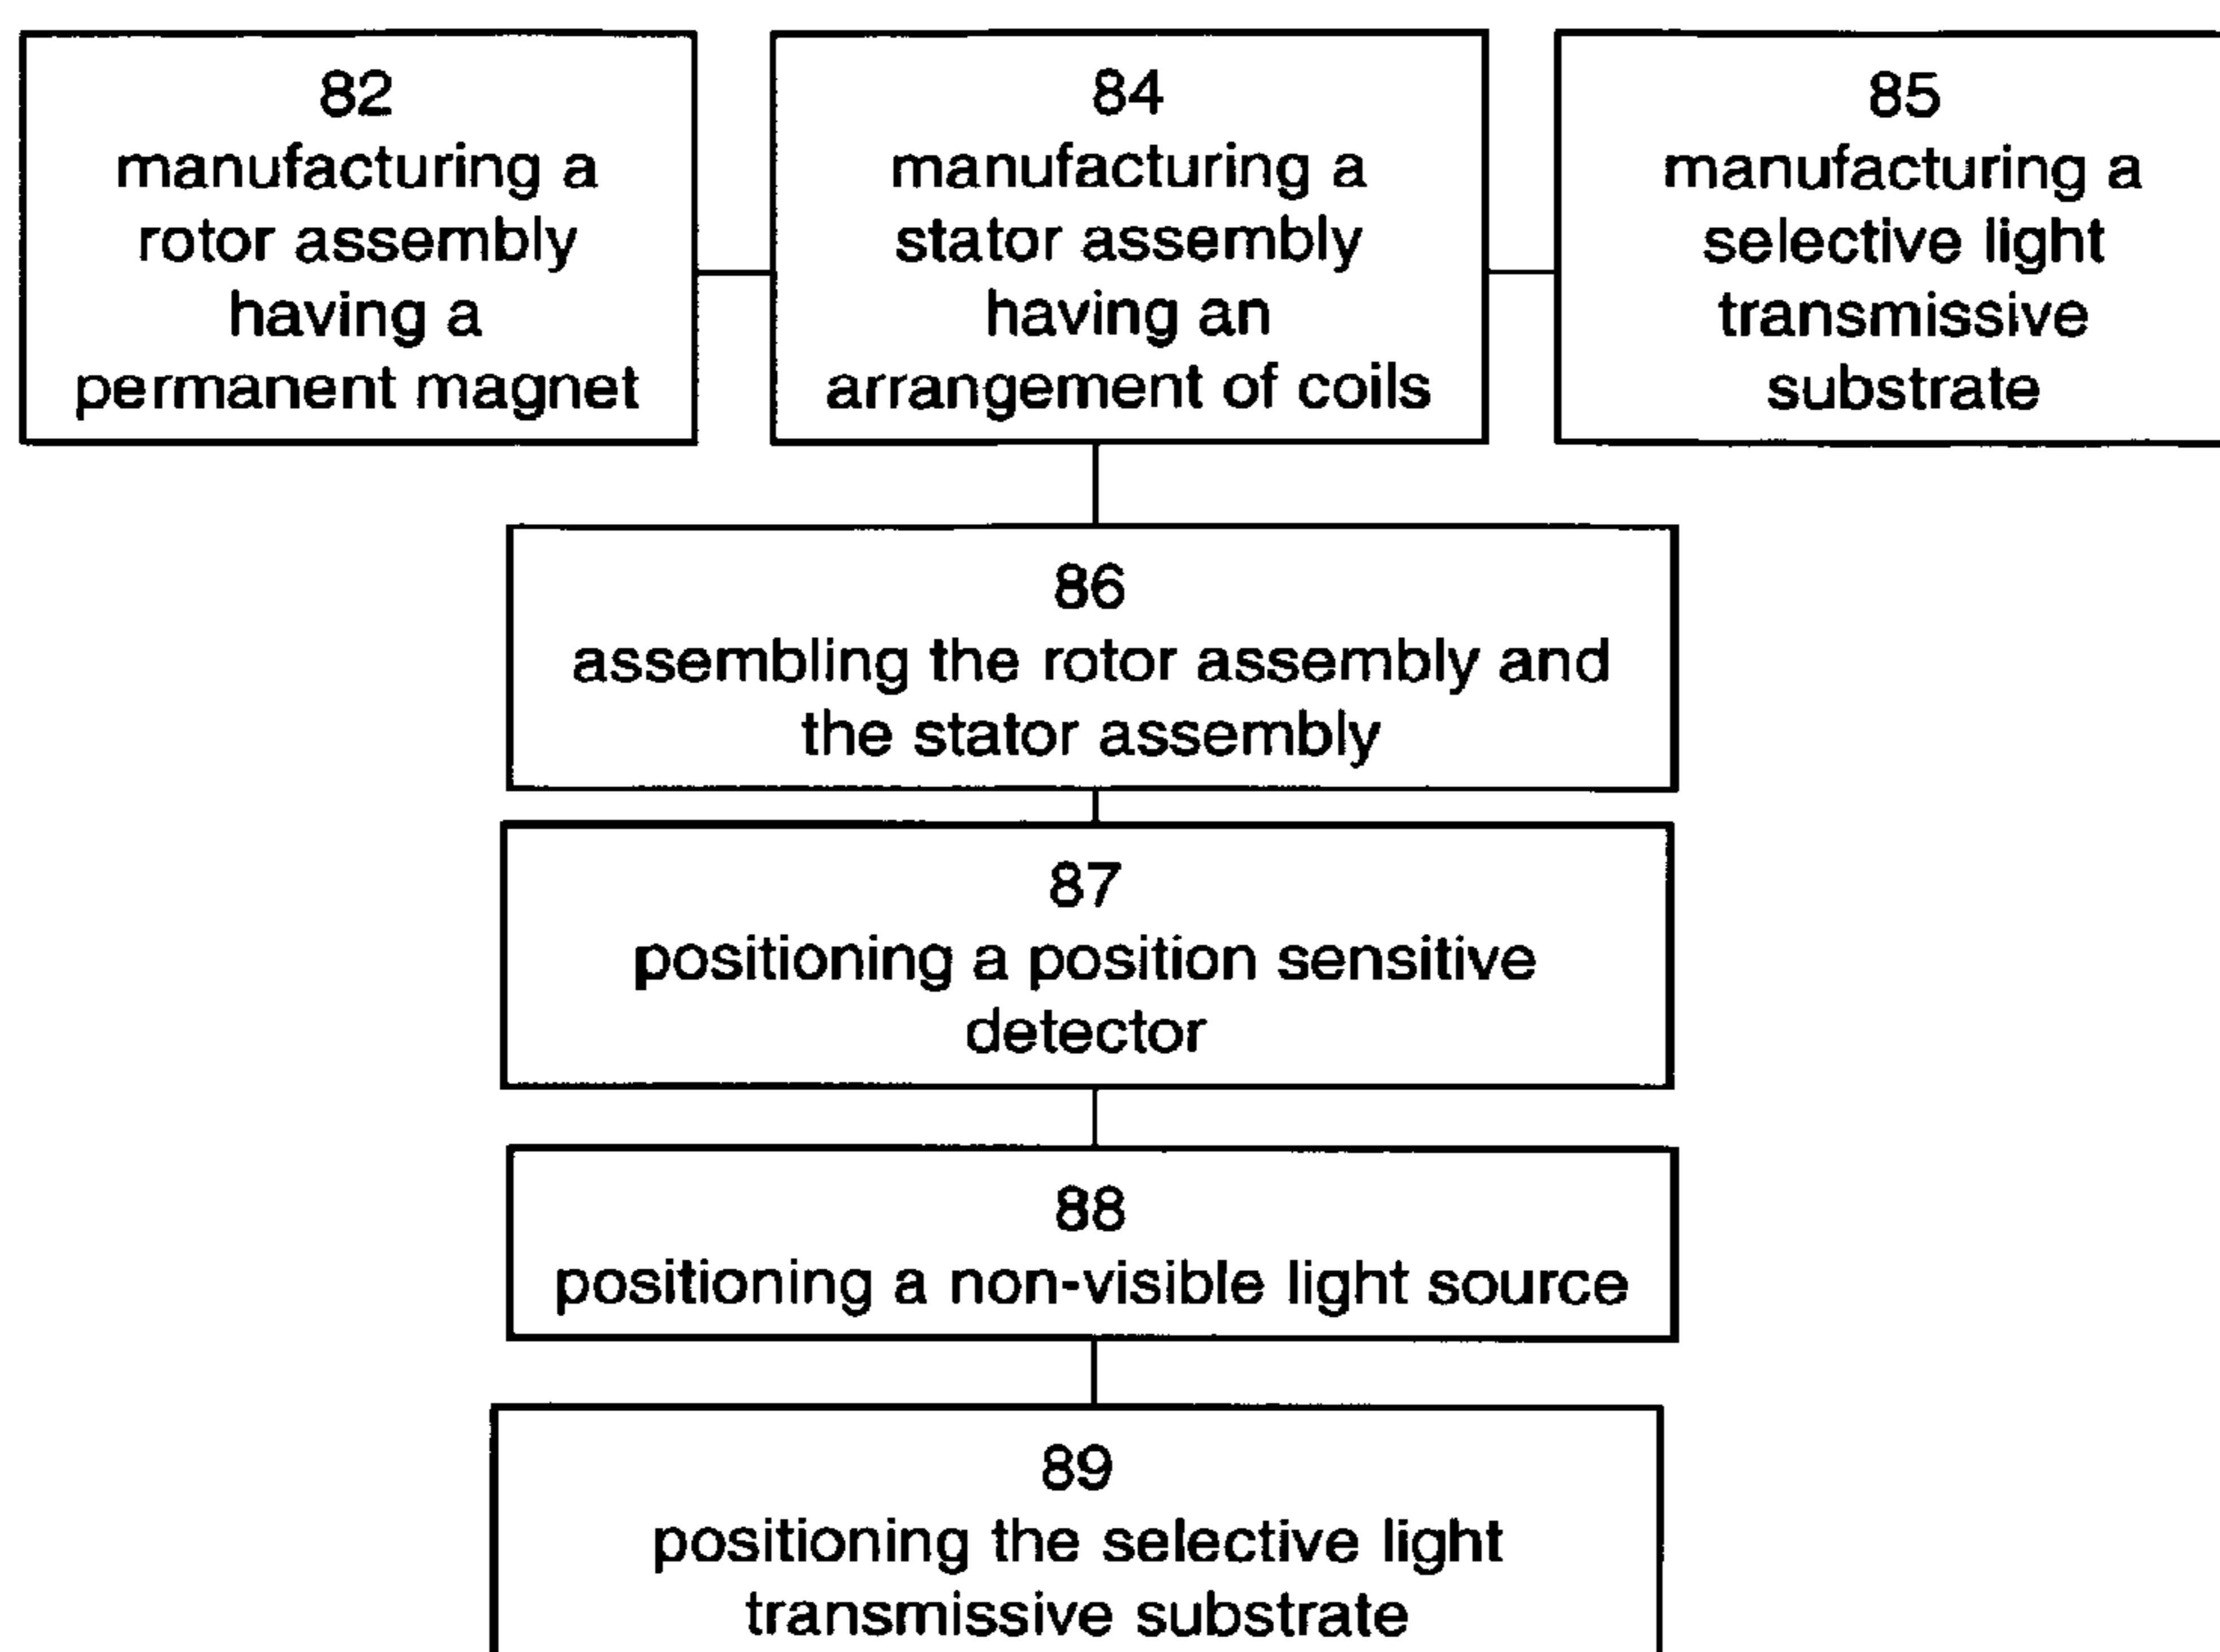 82
manufacturing a
rotor assembly
having a
permanent magnet
84
manufacturing a
stator assembly
having an
arrangement of coils
85
manufacturing a
selective light
transmissive
substrate
86
assembling the rotor assembly and
the stator assembly
87
positioning a position sensitive
detector
88
positioning a non-visible light source
89
positioning the selective light
transmissive substrate